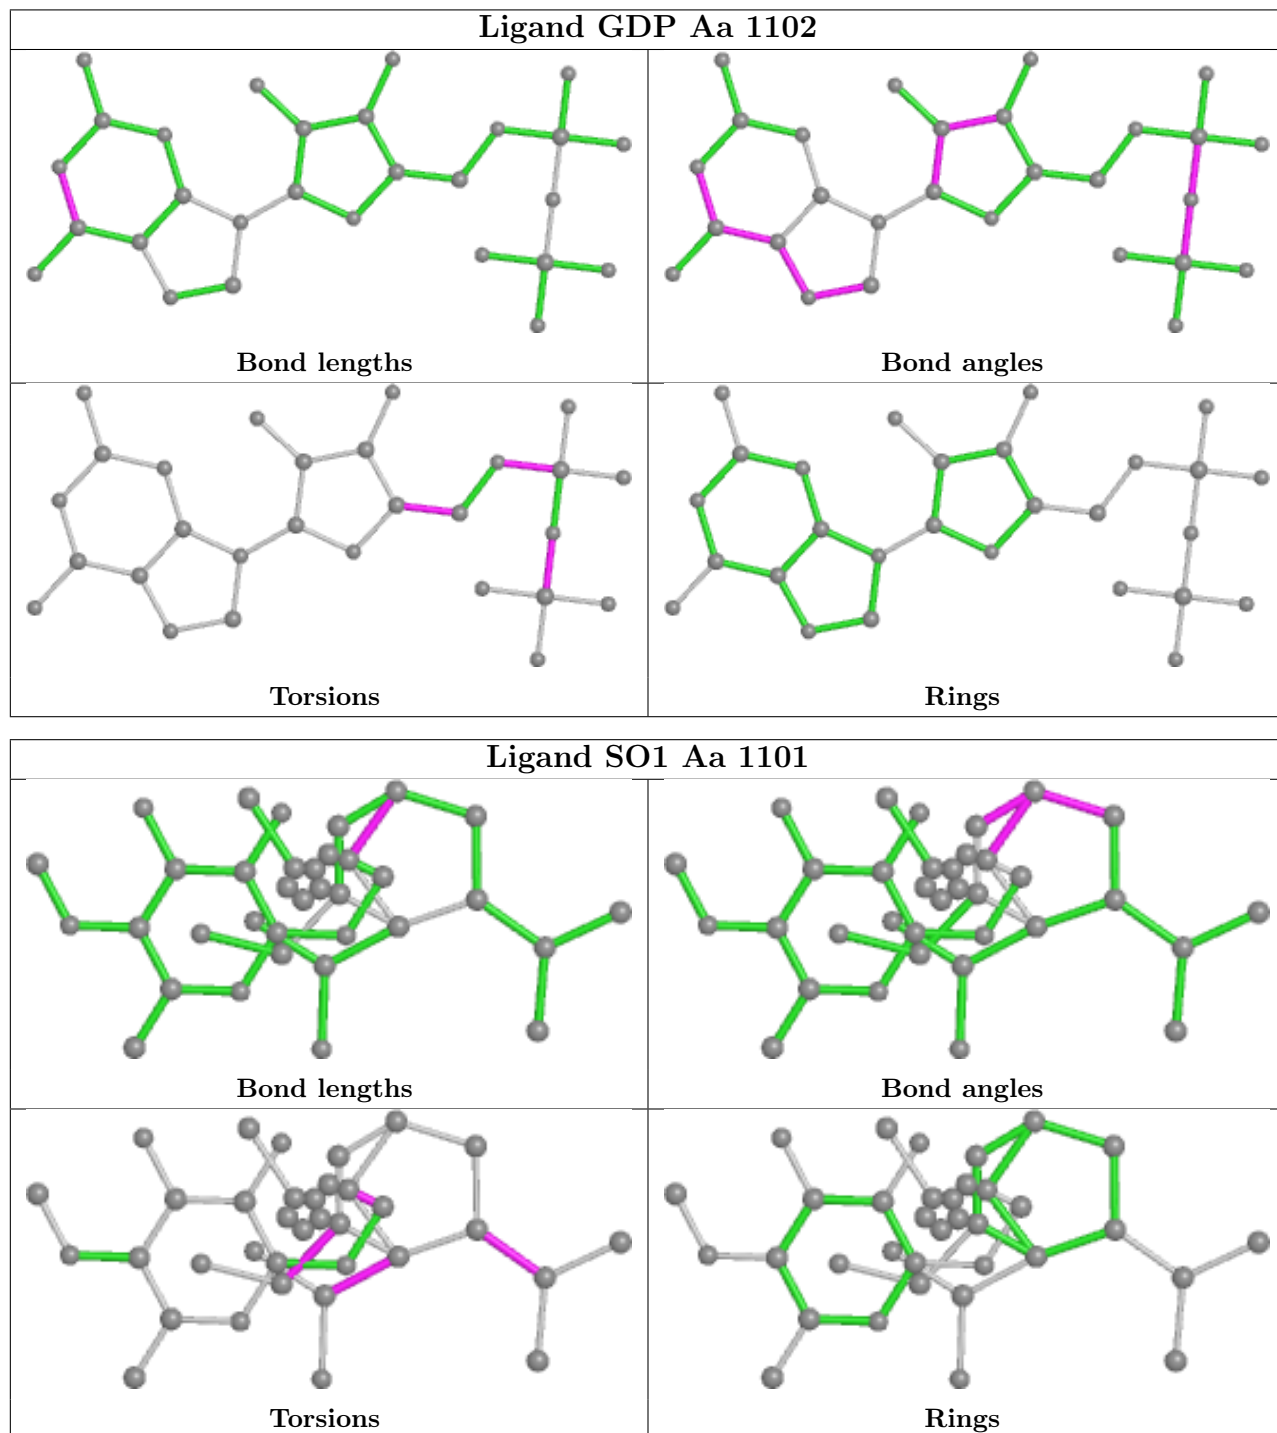 Ligand GDP Aa 1102
Bond lengths
Bond angles
Torsions
Rings
Ligand SO1 Aa 1101
Bond lengths
Bond angles
Torsions
Rings